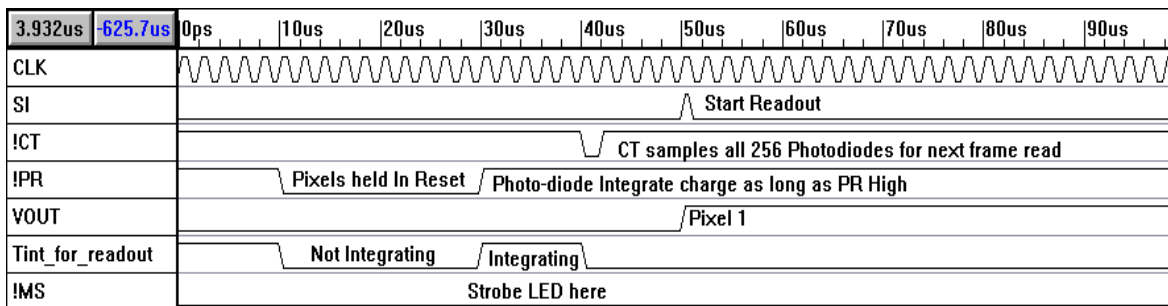 3.932us -625.7us 0ps 10us 20us 30us 40us 50us 60us 70us 80us 90us
CLK
SI Start Readout
!CT CT samples all 256 Photodiodes for next frame read
!PR Pixels held In Reset Photo-diode Integrate charge as long as PR High
VOUT Pixel 1
Tint_for_readout Not Integrating Integrating
!MS Strobe LED here